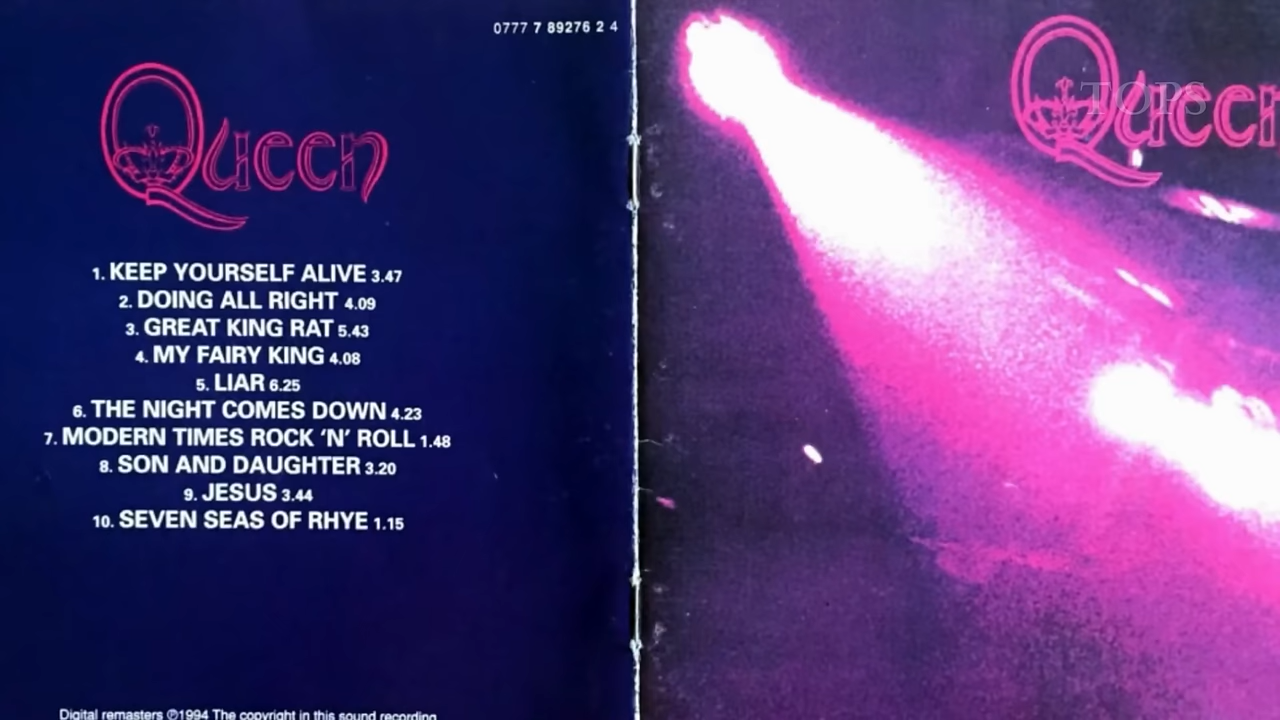 0777 7 89276 2 4
Queen
1. KEEP YOURSELF ALIVE 3.47
2. DOING ALL RIGHT 4.09
3. GREAT KING RAT 5.43
4. MY FAIRY KING 4.08
5. LIAR 6.25
6. THE NIGHT COMES DOWN 4.23
7. MODERN TIMES ROCK ‘N’ ROLL 1.48
8. SON AND DAUGHTER 3.20
9. JESUS 3.44
10. SEVEN SEAS OF RHYE 1.15
Digital remasters ℗1994 The copyright in this sound recording
Queen
TOPS